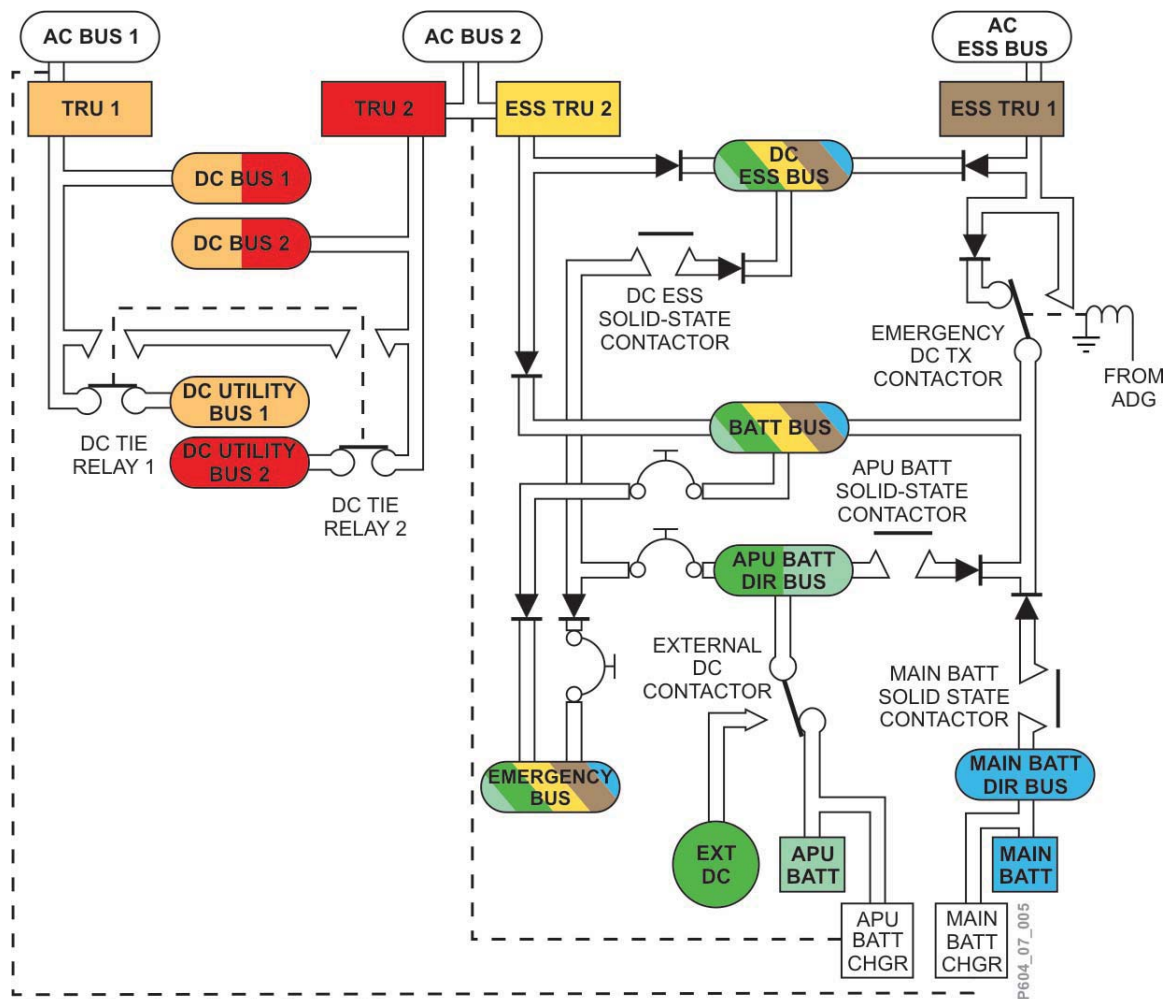 AC BUS 1
AC BUS 2
AC
ESS BUS
TRU 1
TRU 2
ESS TRU 2
ESS TRU 1
DC BUS 1
DC
ESS BUS
DC BUS 2
DC ESS
SOLID-STATE
CONTACTOR
EMERGENCY
DC TX
CONTACTOR
FROM
ADG
DC UTILITY
BUS 1
DC TIE
RELAY 1
DC UTILITY
BUS 2
DC TIE
RELAY 2
BATT BUS
APU BATT
SOLID-STATE
CONTACTOR
APU BATT
DIR BUS
EXTERNAL
DC
CONTACTOR
MAIN BATT
SOLID STATE
CONTACTOR
EMERGENCY
BUS
MAIN BATT
DIR BUS
EXT
DC
APU
BATT
MAIN
BATT
APU
BATT
CHGR
MAIN
BATT
CHGR
P604_07_005